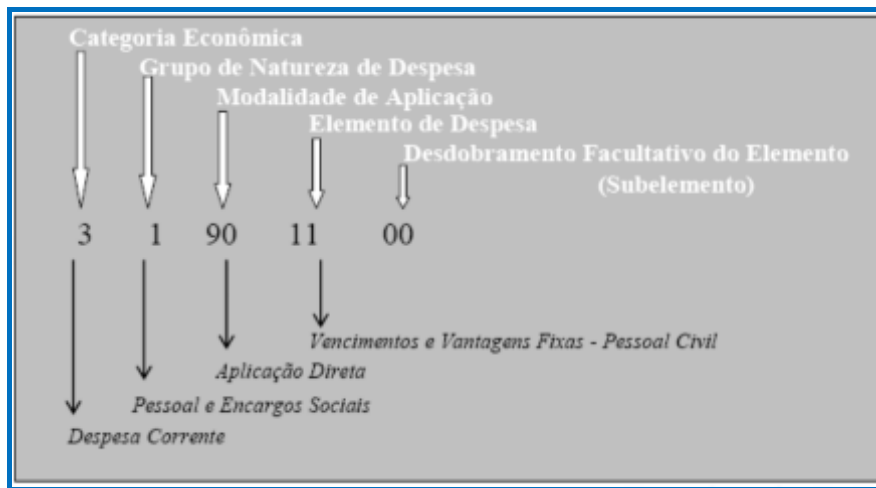 Categoria Econômica
Grupo de Natureza de Despesa
Modalidade de Aplicação
Elemento de Despesa
Desdobramento Facultativo do Elemento
(Subelemento)
3 1 90 11 00
Vencimentos e Vantagens Fixas - Pessoal Civil
Aplicação Direta
Pessoal e Encargos Sociais
Despesa Corrente